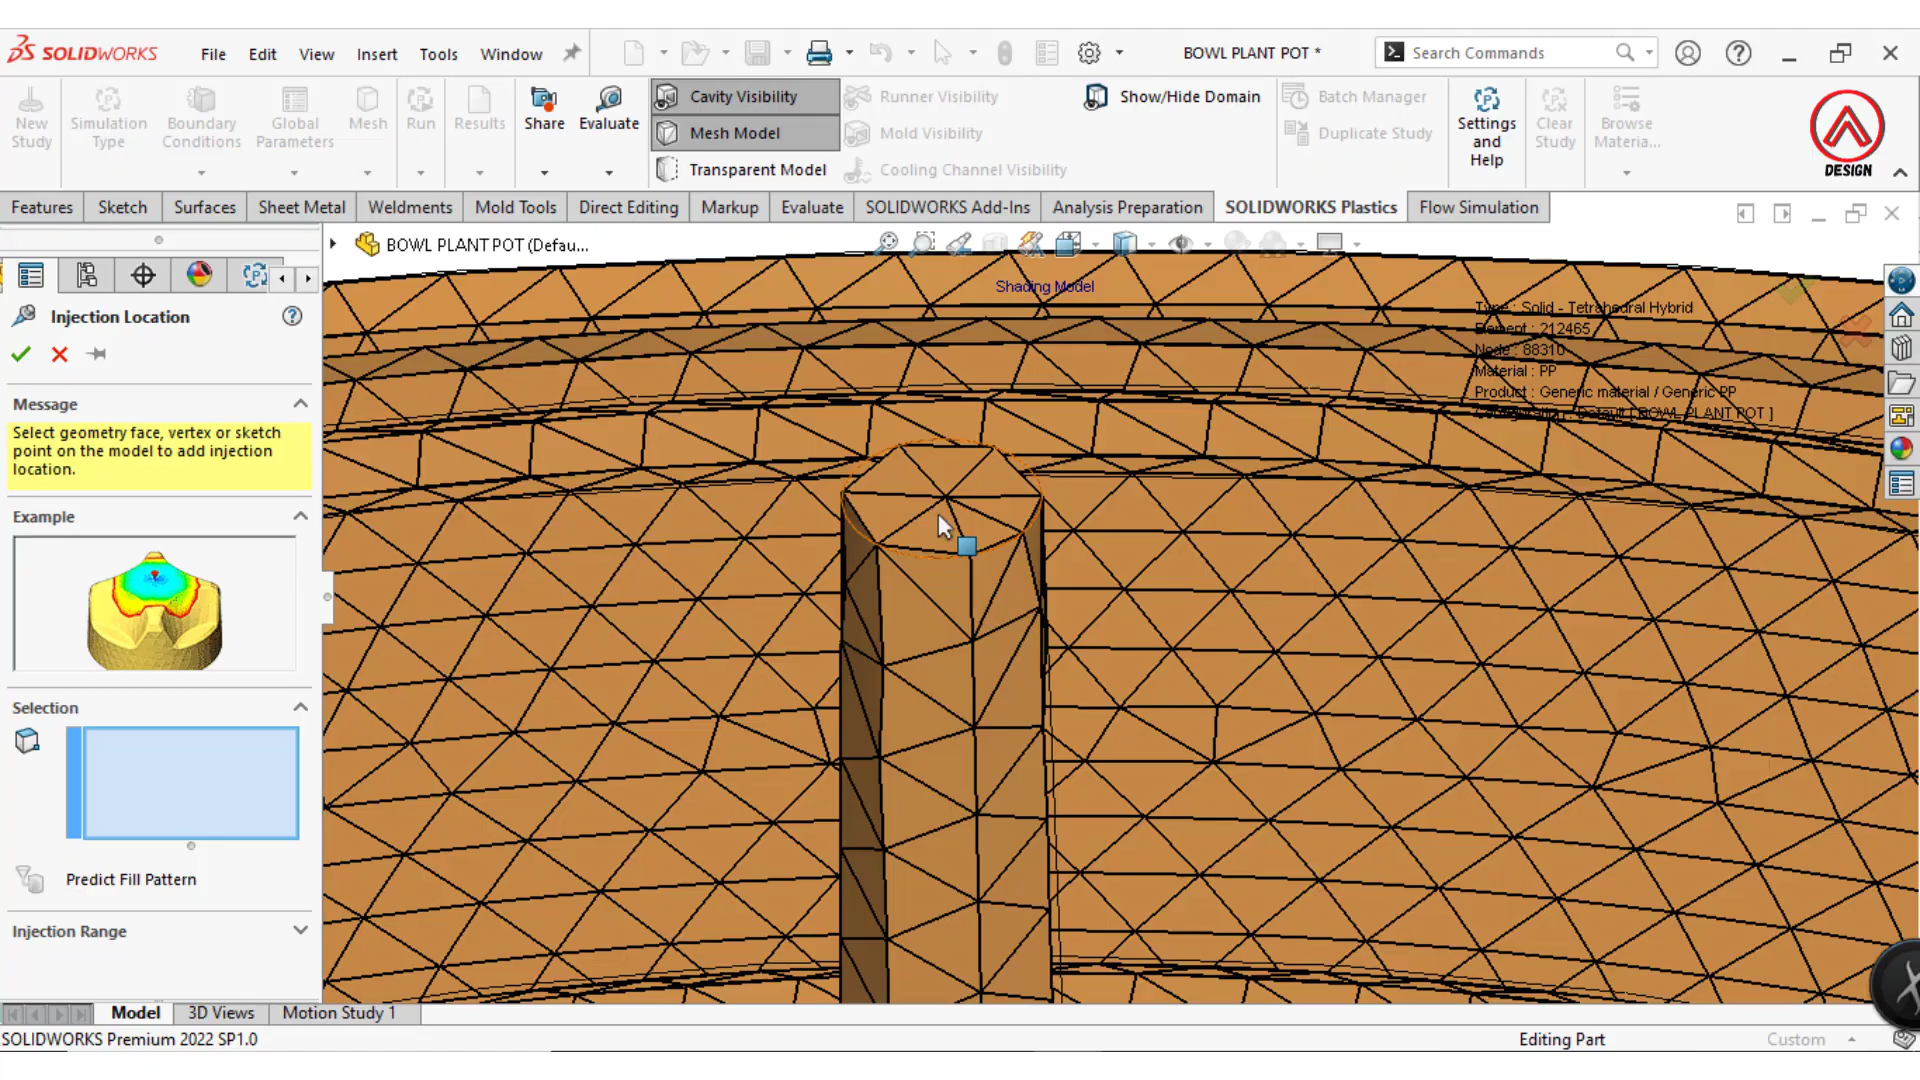 SOLIDWORKS
File
Edit
View
Insert
Tools
Window
BOWL PLANT POT *
Search Commands
New Study
Simulation Type
Boundary Conditions
Global Parameters
Mesh
Run
Results
Share
Evaluate
Cavity Visibility
Mesh Model
Transparent Model
Runner Visibility
Mold Visibility
Cooling Channel Visibility
Show/Hide Domain
Batch Manager
Duplicate Study
Settings and Help
Clear Study
Browse Materia...
DESIGN
Features
Sketch
Surfaces
Sheet Metal
Weldments
Mold Tools
Direct Editing
Markup
Evaluate
SOLIDWORKS Add-Ins
Analysis Preparation
SOLIDWORKS Plastics
Flow Simulation
BOWL PLANT POT (Defau...
Shading Model
Type : Solid - Tetrahedral Hybrid
Element : 212465
Node : 88310
Material : PP
Product : Generic material / Generic PP
Default [ BOWL PLANT POT ]
Injection Location
Message
Select geometry face, vertex or sketch
point on the model to add injection
location.
Example
Selection
Predict Fill Pattern
Injection Range
Model
3D Views
Motion Study 1
SOLIDWORKS Premium 2022 SP1.0
Editing Part
Custom